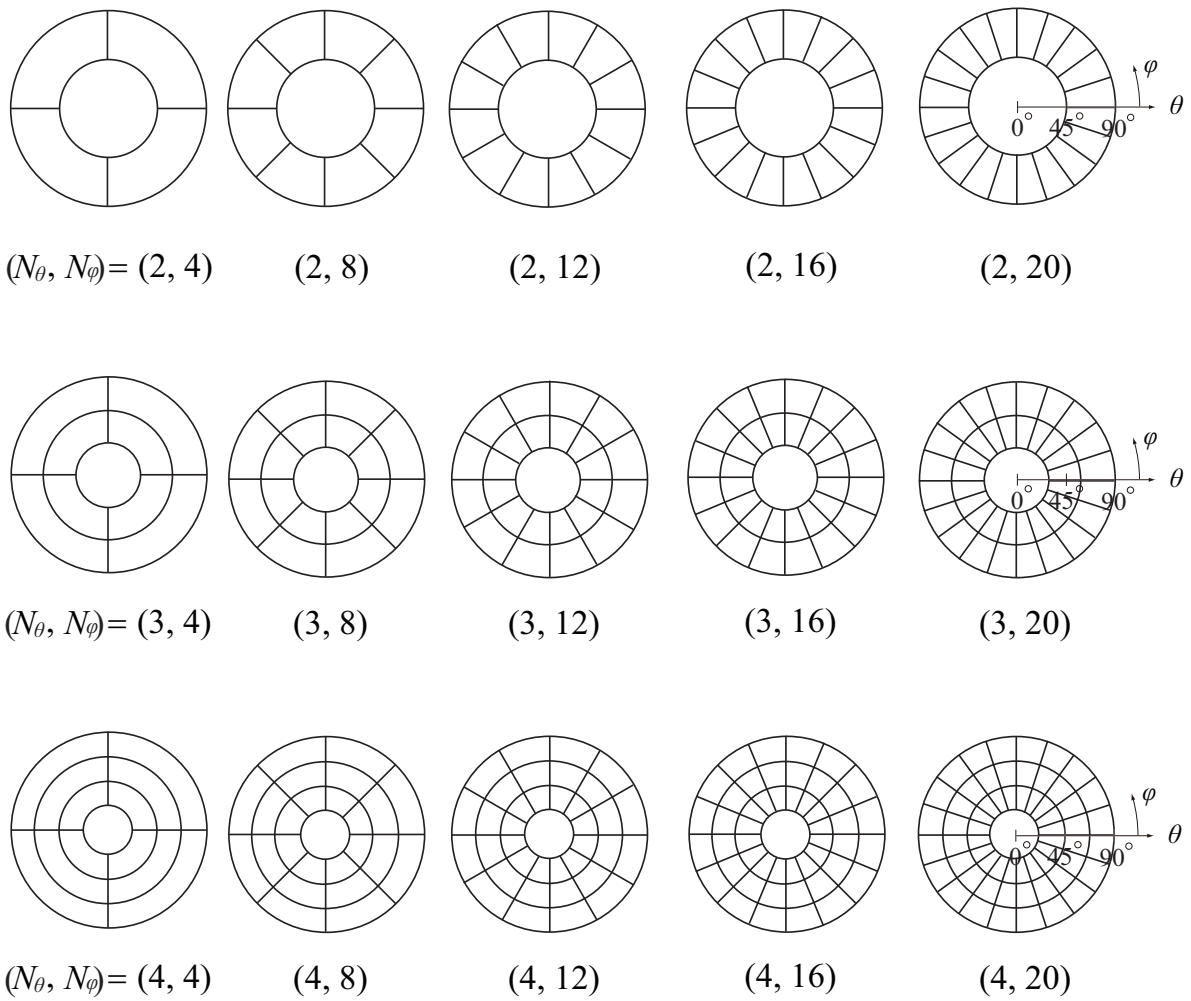 φ
θ
0° 45° 90°
(Nθ, Nφ)= (2, 4) (2, 8) (2, 12) (2, 16) (2, 20)
φ
θ
0° 45° 90°
(Nθ, Nφ)= (3, 4) (3, 8) (3, 12) (3, 16) (3, 20)
φ
θ
0° 45° 90°
(Nθ, Nφ)= (4, 4) (4, 8) (4, 12) (4, 16) (4, 20)